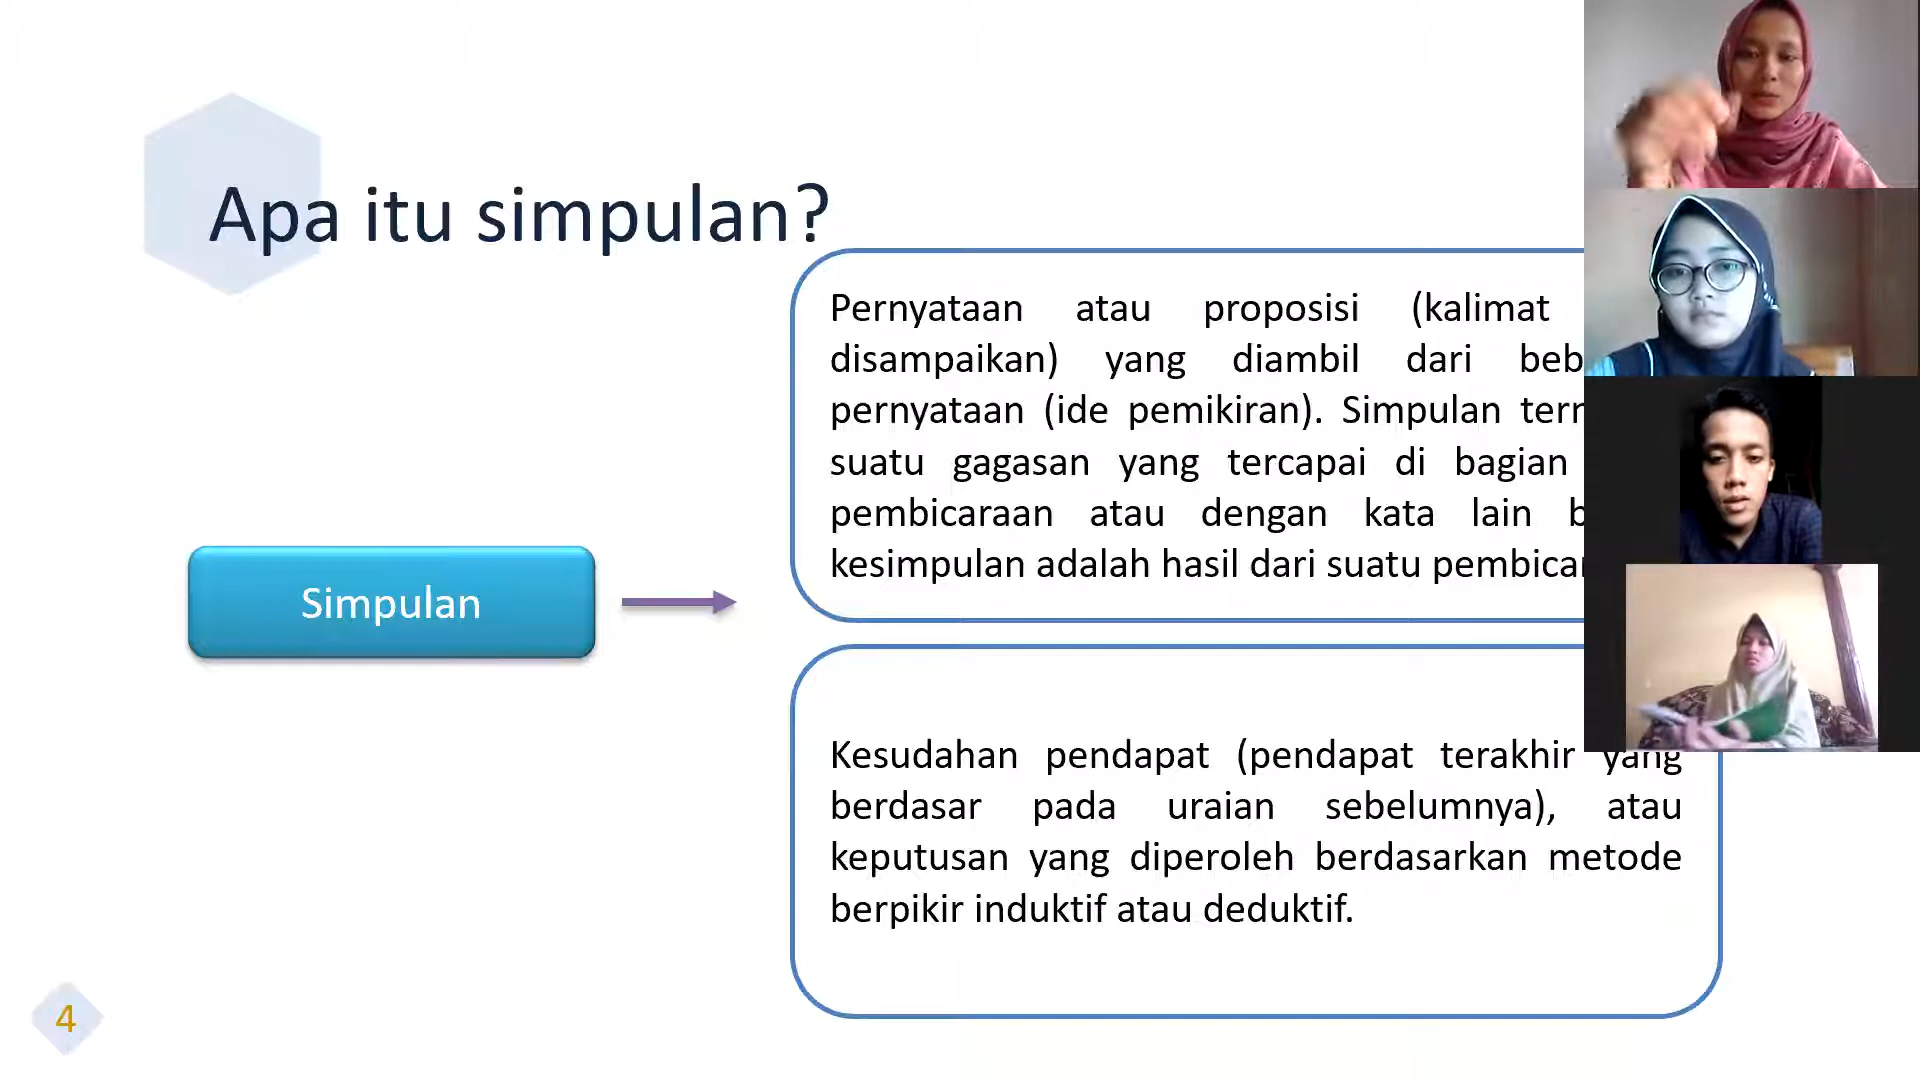 Apa itu simpulan?
Pernyataan atau proposisi (kalimat
disampaikan) yang diambil dari
pernyataan (ide pemikiran). Simpulan
suatu gagasan yang tercapai di bagian
pembicaraan atau dengan kata lain
kesimpulan adalah hasil dari suatu
Simpulan
Kesudahan pendapat (pendapat terakhir yang
berdasar pada uraian sebelumnya), atau
keputusan yang diperoleh berdasarkan metode
berpikir induktif atau deduktif.
4